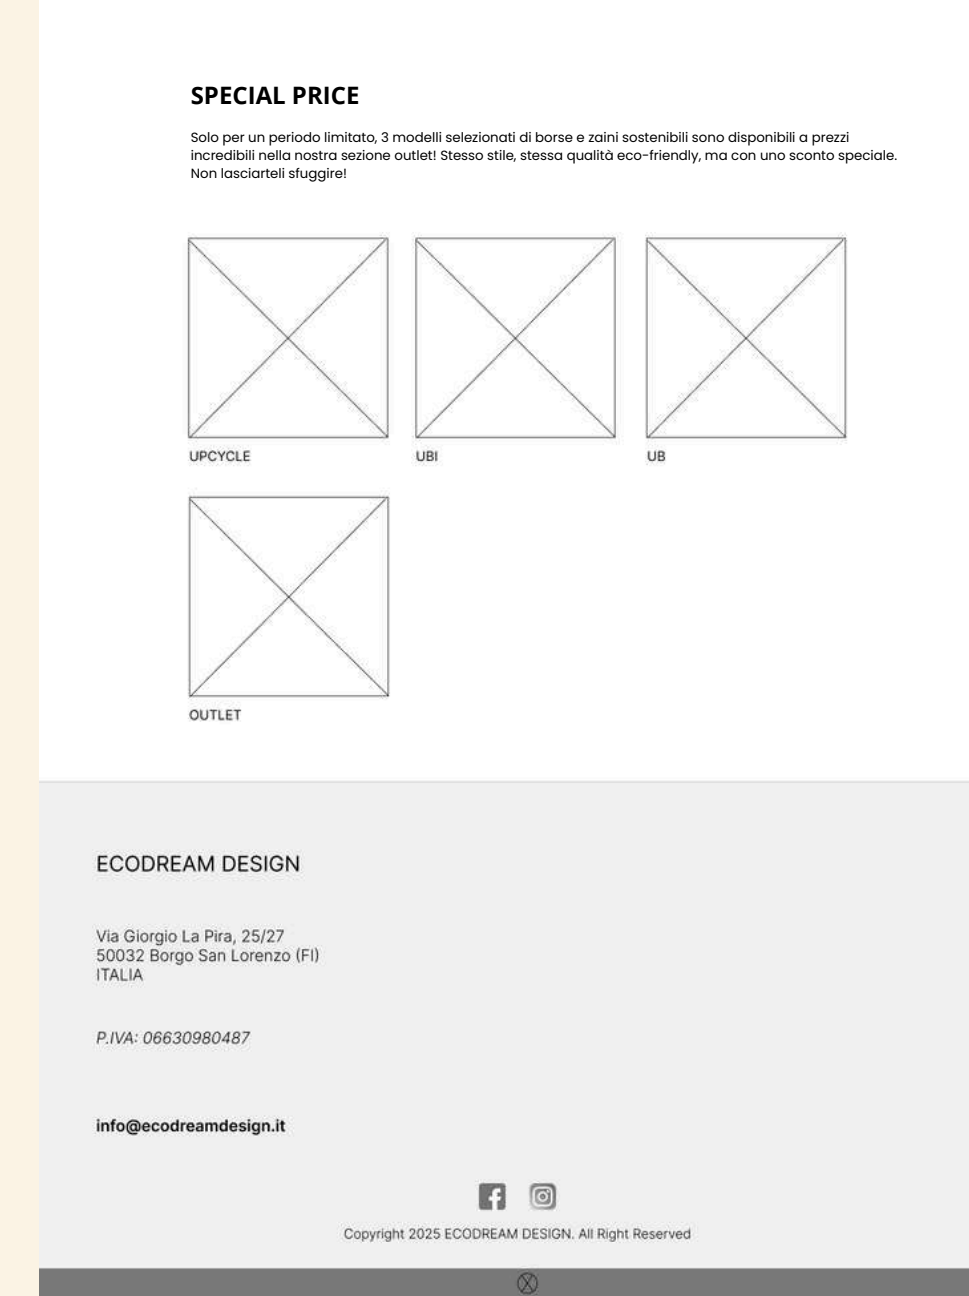 SPECIAL PRICE
Solo per un periodo limitato, 3 modelli selezionati di borse e zaini sostenibili sono disponibili a prezzi
incredibili nella nostra sezione outlet! Stesso stile, stessa qualità eco-friendly, ma con uno sconto speciale.
Non lasciarteli sfuggire!
UPCYCLE
UBI
UB
OUTLET
ECODREAM DESIGN
Via Giorgio La Pira, 25/27
50032 Borgo San Lorenzo (FI)
ITALIA
P.IVA: 06630980487
info@ecodreamdesign.it
Copyright 2025 ECODREAM DESIGN. All Right Reserved